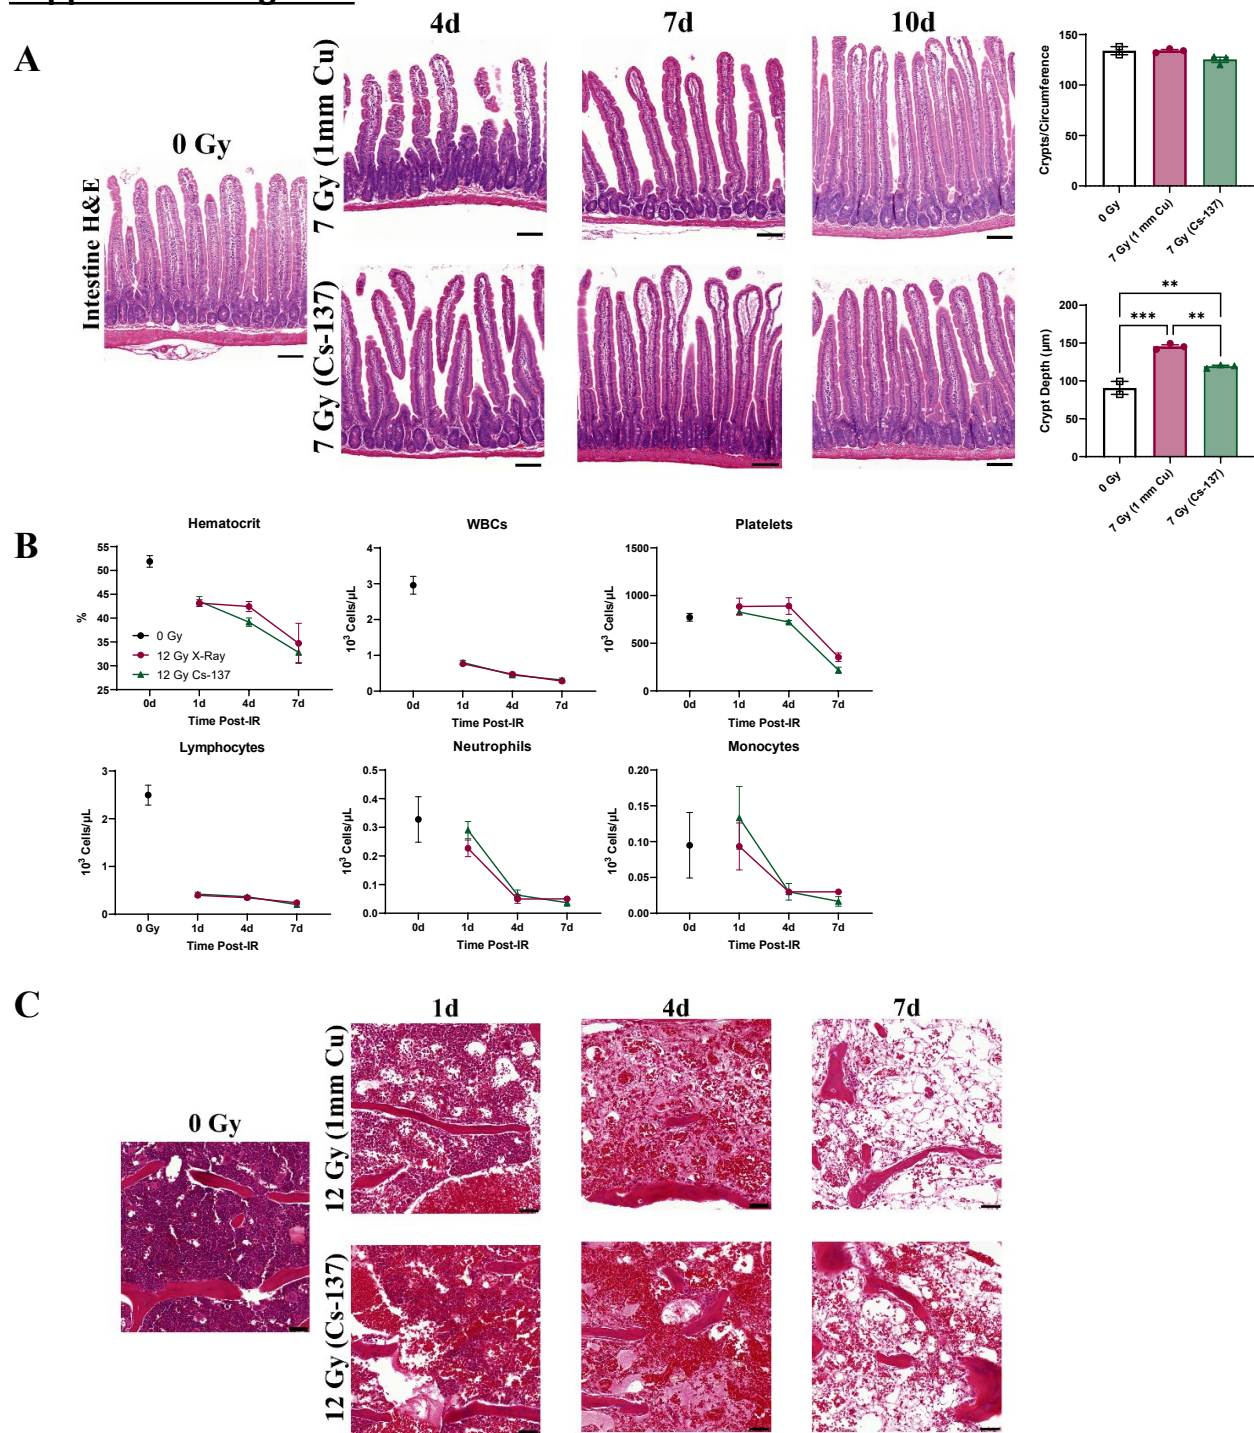 A
4d
7d
10d
0 Gy
Intestine H&E
7 Gy (1mm Cu)
7 Gy (Cs-137)
Crypts/Circumference
150
100
50
0
0 Gy
7 Gy (1 mm Cu)
7 Gy (Cs-137)
**
***
**
Crypt Depth (µm)
200
150
100
50
0
0 Gy
7 Gy (1 mm Cu)
7 Gy (Cs-137)
B
Hematocrit
%
55
50
45
40
35
30
25
0 Gy
12 Gy X-Ray
12 Gy Cs-137
0d 1d 4d 7d
Time Post-IR
WBCs
10³ Cells/µL
4
3
2
1
0
0d 1d 4d 7d
Time Post-IR
Platelets
10³ Cells/µL
1500
1000
500
0
0d 1d 4d 7d
Time Post-IR
Lymphocytes
10³ Cells/µL
3
2
1
0
0 Gy 1d 4d 7d
Time Post-IR
Neutrophils
10³ Cells/µL
0.5
0.4
0.3
0.2
0.1
0.0
0d 1d 4d 7d
Time Post-IR
Monocytes
10³ Cells/µL
0.20
0.15
0.10
0.05
0.00
0d 1d 4d 7d
Time Post-IR
C
1d
4d
7d
0 Gy
12 Gy (1mm Cu)
12 Gy (Cs-137)